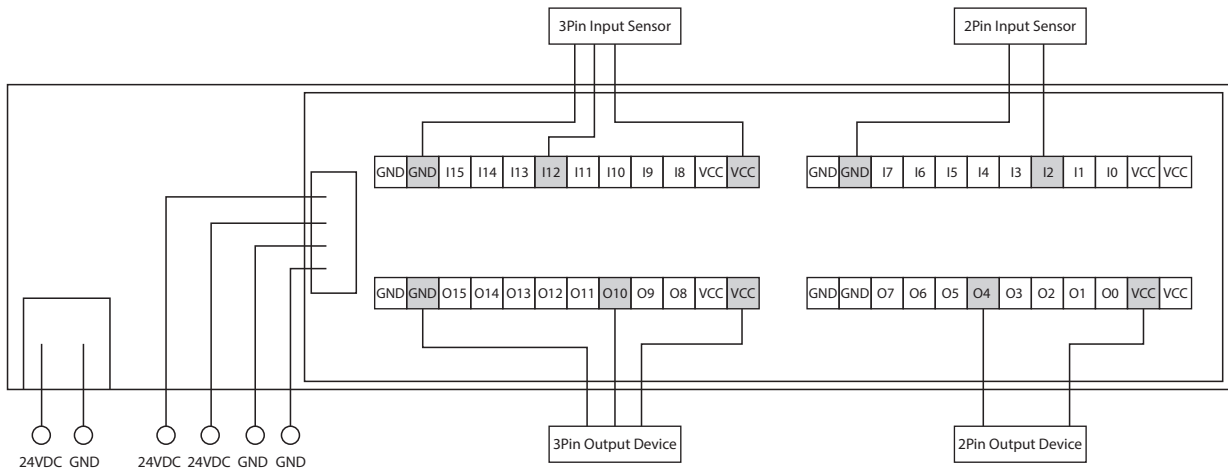 3Pin Input Sensor
2Pin Input Sensor
GND GND I15 I14 I13 I12 I11 I10 I9 I8 VCC VCC
GND GND I7 I6 I5 I4 I3 I2 I1 I0 VCC VCC
GND GND O15 O14 O13 O12 O11 O10 O9 O8 VCC VCC
GND GND O7 O6 O5 O4 O3 O2 O1 O0 VCC VCC
3Pin Output Device
2Pin Output Device
24VDC GND 24VDC 24VDC GND GND